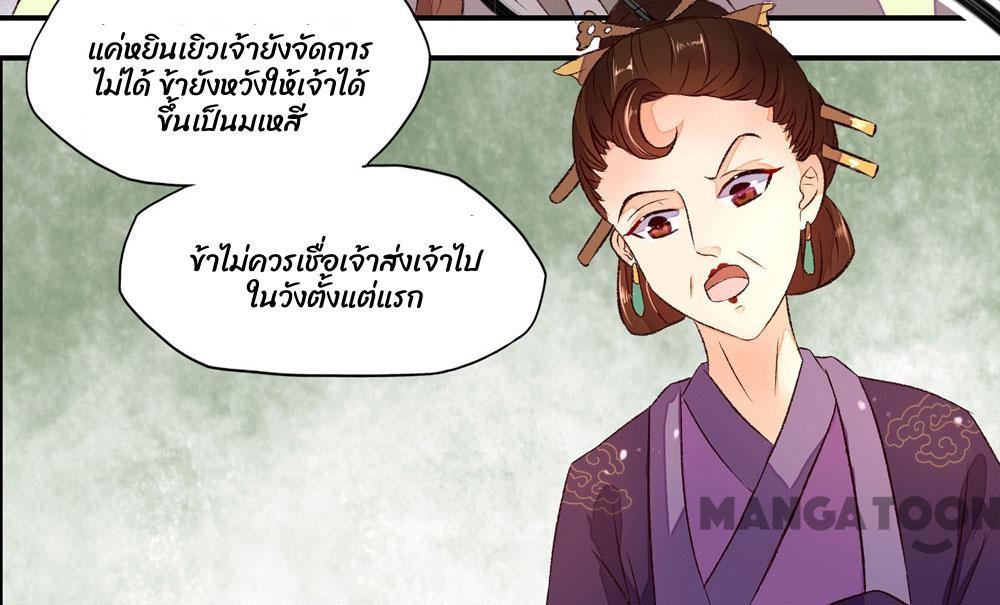 แค่หยินเยิวเจ้ายังจัดการ
ไม่ได้ ข้ายังหวังให้เจ้าได้
ขึ้นเป็นมเหสี
ข้าไม่ควรเชื่อเจ้าส่งเจ้าไป
ในวังตั้งแต่แรก
MANGATOON